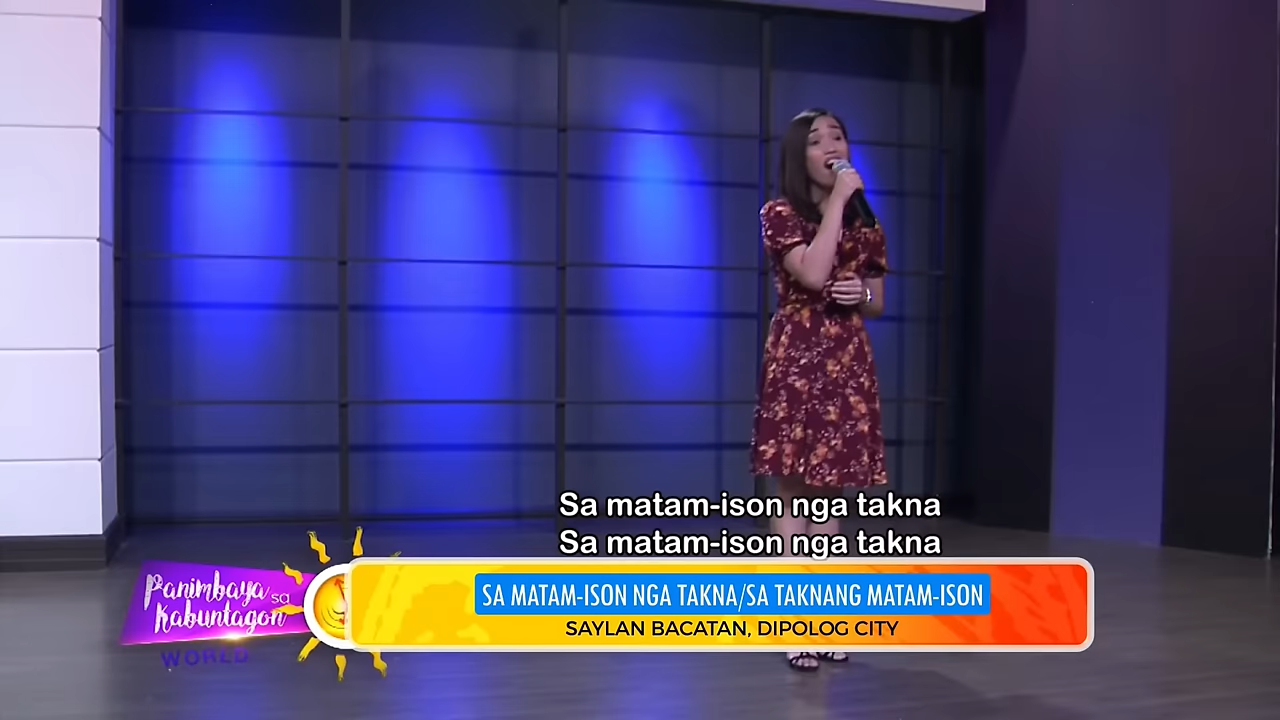 Sa matam-ison nga takna
Sa matam-ison nga takna
SA MATAM-ISON NGA TAKNA/SA TAKNANG MATAM-ISON
SAYLAN BACATAN, DIPOLOG CITY
Panimbaya sa
Kabuntagon
WORLD